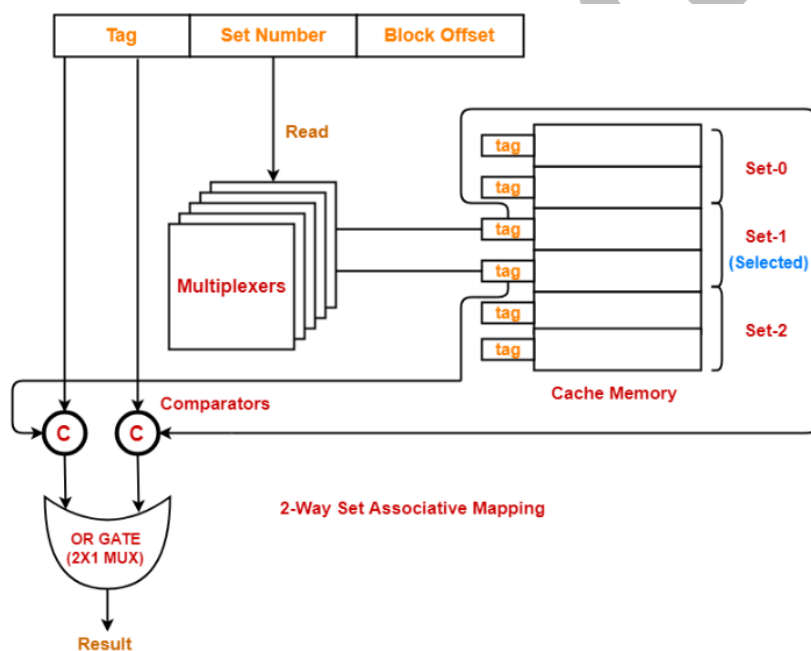 Tag Set Number Block Offset
Read
tag
Set-0
tag
Multiplexers
tag
Set-1
(Selected)
tag
tag
Set-2
tag
Cache Memory
Comparators
C C
2-Way Set Associative Mapping
OR GATE
(2X1 MUX)
Result